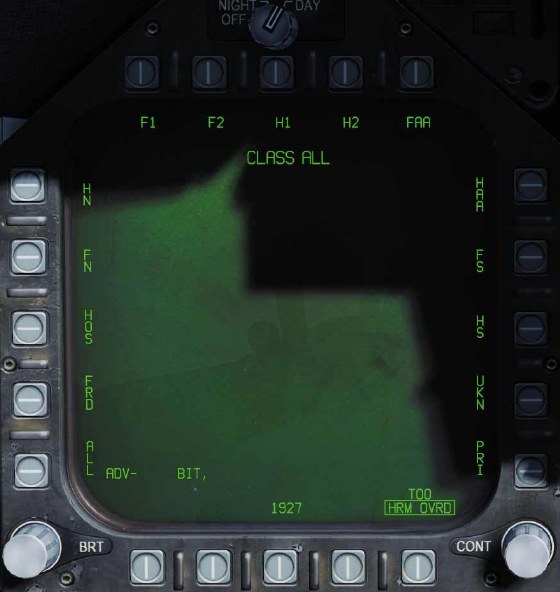 NIGHT DAY
OFF
F1 F2 H1 H2 FAA
CLASS ALL
HN
HAA
FN
FS
HOS
HS
FRD
UKN
ALL
PRI
ADV- BIT,
TOO
1927
HRM OVRD
BRT
CONT